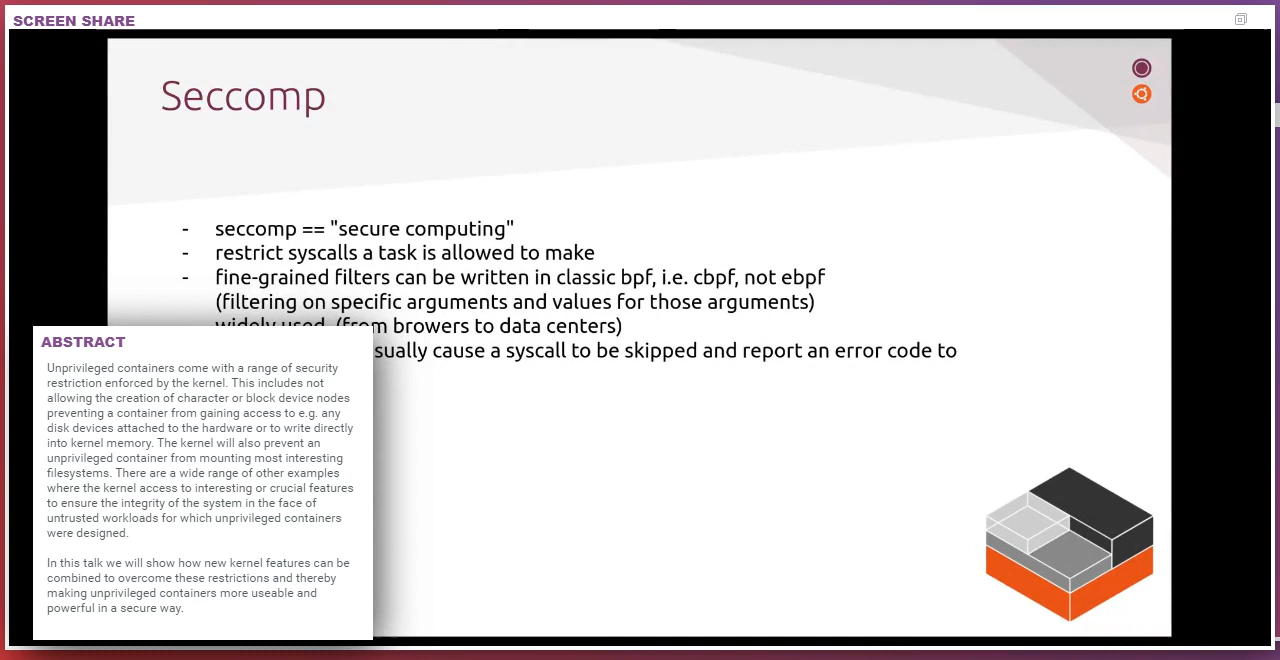 SCREEN SHARE
Seccomp
- seccomp == "secure computing"
- restrict syscalls a task is allowed to make
- fine-grained filters can be written in classic bpf, i.e. cbpf, not ebpf
(filtering on specific arguments and values for those arguments)
widely used (from browers to data centers)
usually cause a syscall to be skipped and report an error code to
ABSTRACT
Unprivileged containers come with a range of security
restriction enforced by the kernel. This includes not
allowing the creation of character or block device nodes
preventing a container from gaining access to e.g. any
disk devices attached to the hardware or to write directly
into kernel memory. The kernel will also prevent an
unprivileged container from mounting most interesting
filesystems. There are a wide range of other examples
where the kernel access to interesting or crucial features
to ensure the integrity of the system in the face of
untrusted workloads for which unprivileged containers
were designed.
In this talk we will show how new kernel features can be
combined to overcome these restrictions and thereby
making unprivileged containers more useable and
powerful in a secure way.